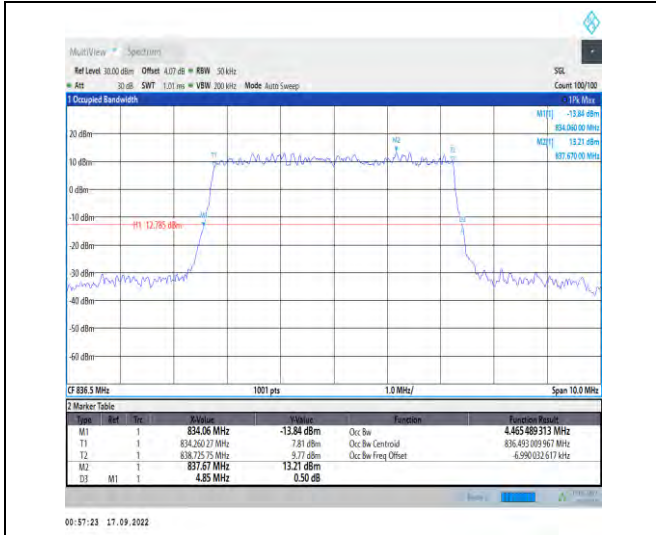 MultiView Spectrum
Ref Level 30.00 dBm Offset 4.07 dB RBW 50 kHz SGL
Att 30 dB SWT 1.01 ms VBW 200 kHz Mode Auto Sweep Count 100/100
1 Occupied Bandwidth 1Pk Max
M1[1] -13.84 dBm
834.060 00 MHz
M2[1] 13.21 dBm
837.670 00 MHz
20 dBm
M2
T1
T2
10 dBm
0 dBm
-10 dBm
M1
D3
H1 12.785 dBm
-20 dBm
-30 dBm
-40 dBm
-50 dBm
-60 dBm
CF 836.5 MHz 1001 pts 1.0 MHz/ Span 10.0 MHz
2 Marker Table
Type Ref Trc X-Value Y-Value Function Function Result
M1 1 834.06 MHz -13.84 dBm Occ Bw 4.465 489 313 MHz
T1 1 834.260 27 MHz 7.81 dBm Occ Bw Centroid 836.493 009 967 MHz
T2 1 838.725 75 MHz 9.77 dBm Occ Bw Freq Offset -6.990 032 617 kHz
M2 1 837.67 MHz 13.21 dBm
D3 M1 1 4.85 MHz 0.50 dB
00:57:23 17.09.2022